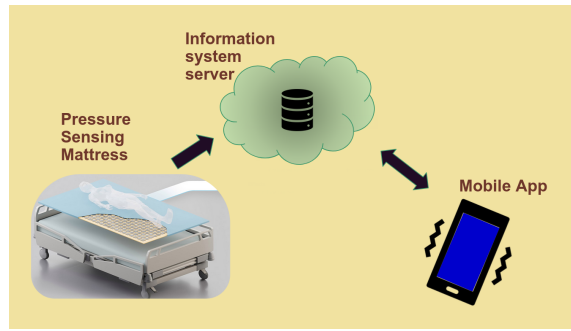 Information
system
server
Pressure
Sensing
Mattress
Mobile App